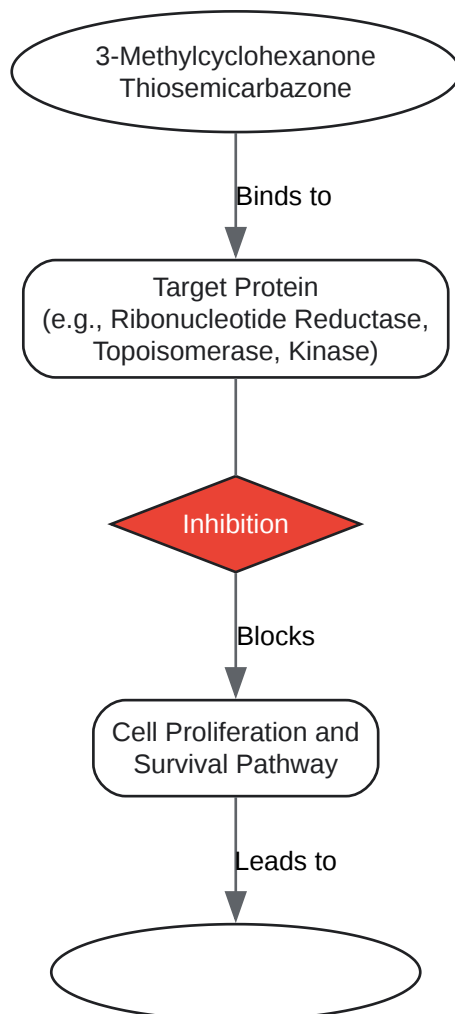 3-Methylcyclohexanone
Thiosemicarbazone
Binds to
Target Protein
(e.g., Ribonucleotide Reductase,
Topoisomerase, Kinase)
Inhibition
Blocks
Cell Proliferation and
Survival Pathway
Leads to